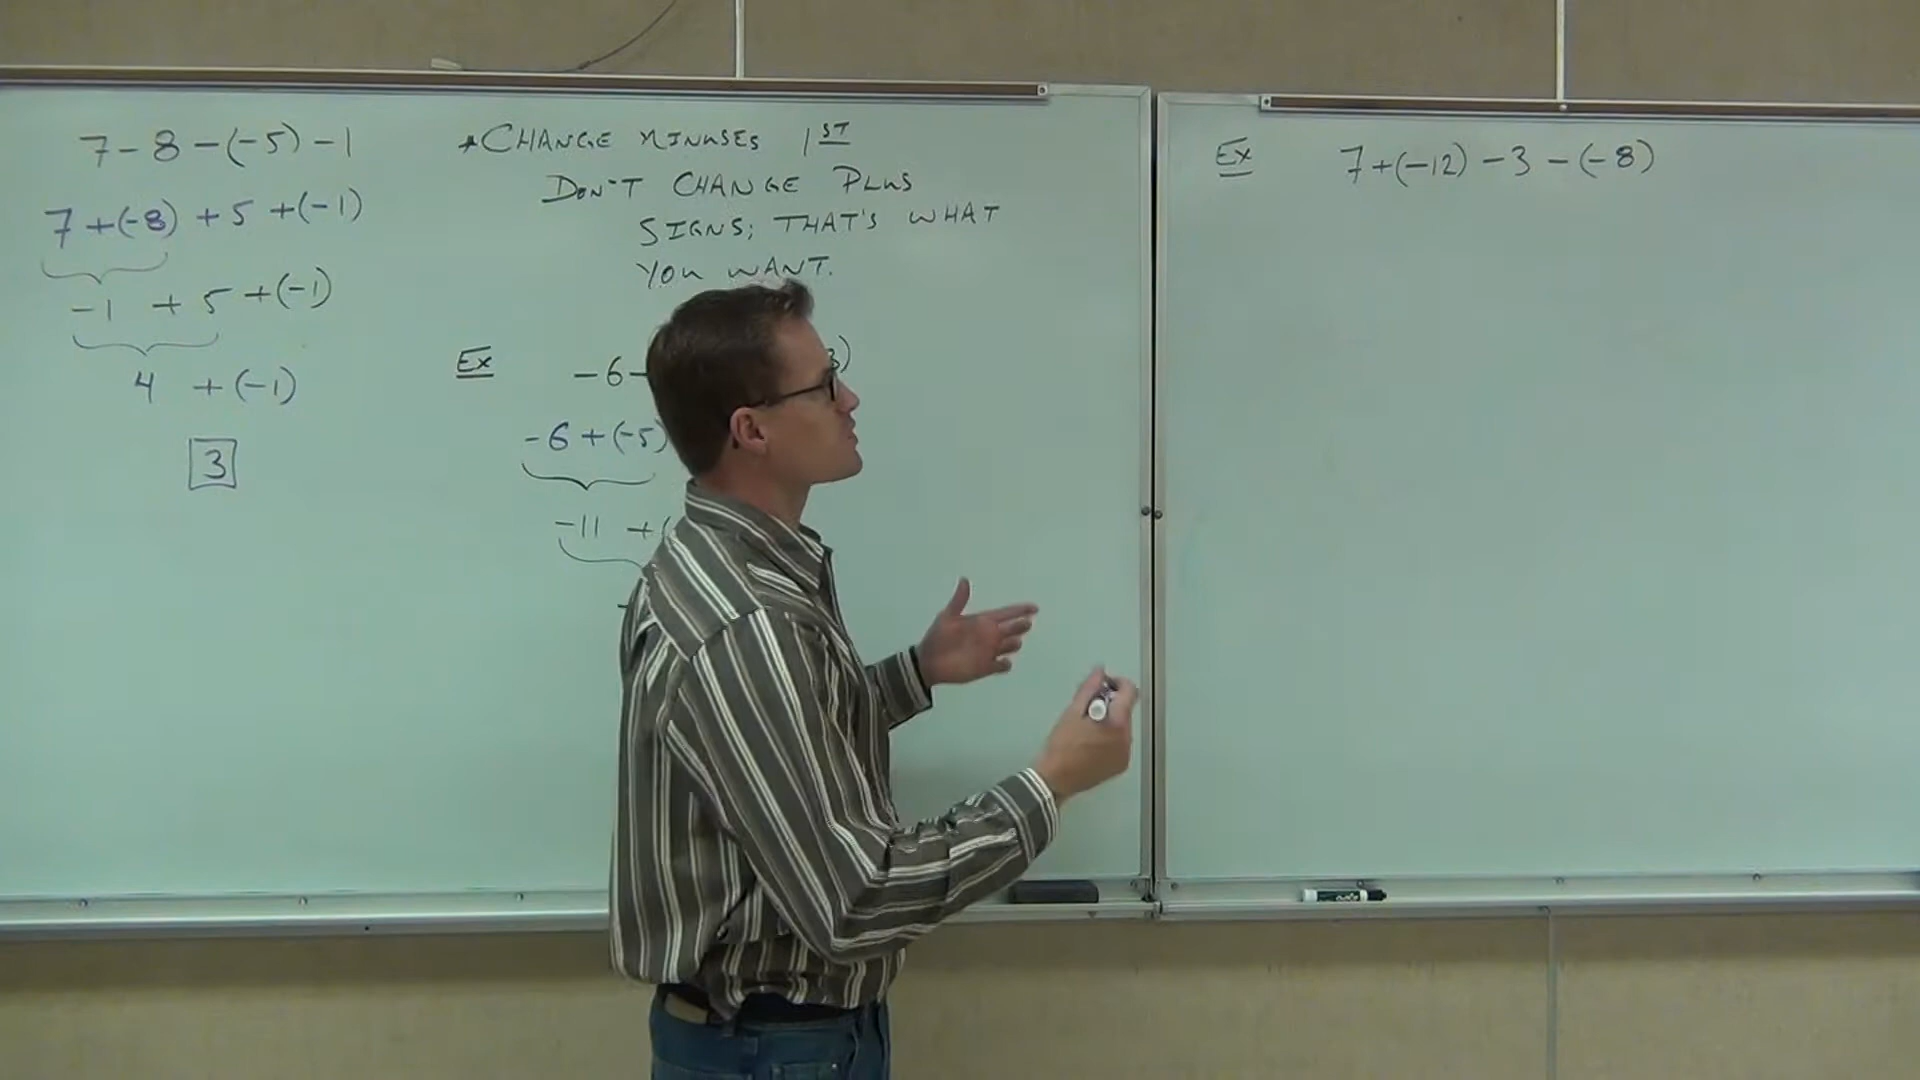 7 - 8 - (-5) - 1
7 + (-8) + 5 + (-1)
-1 + 5 + (-1)
4 + (-1)
3
*CHANGE MINUSES 1ST
DON'T CHANGE PLUS
SIGNS; THAT'S WHAT
YOU WANT.
Ex -6 - 3)
-6 + (-5)
-11 + (
Ex 7 + (-12) - 3 - (-8)